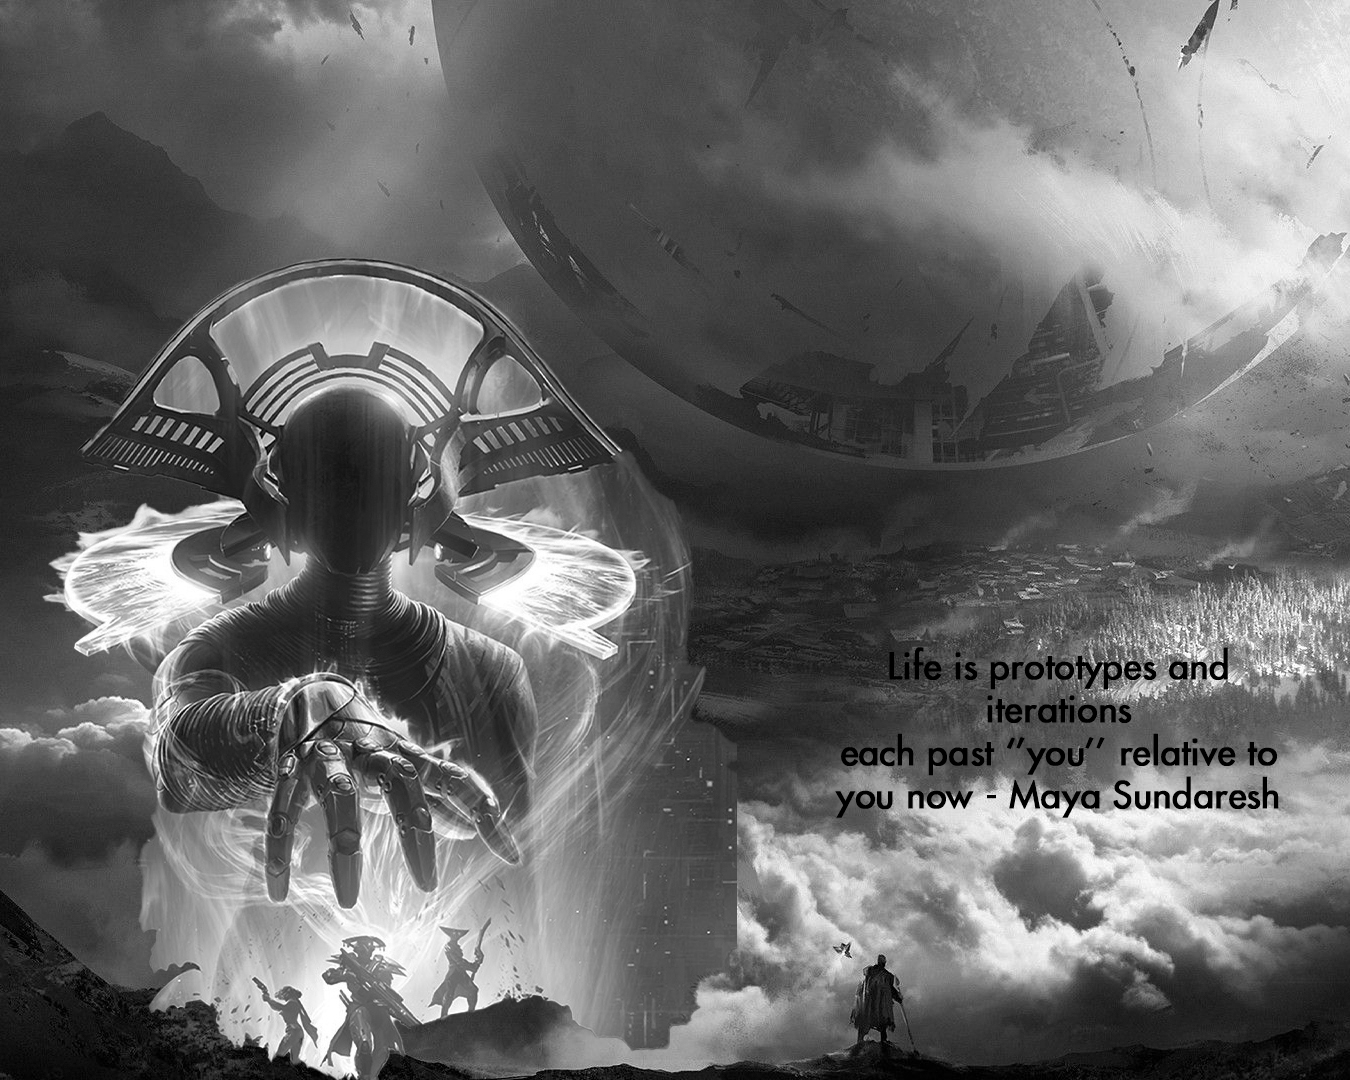 Life is prototypes and
iterations
each past ‘‘you’’ relative to
you now - Maya Sundaresh